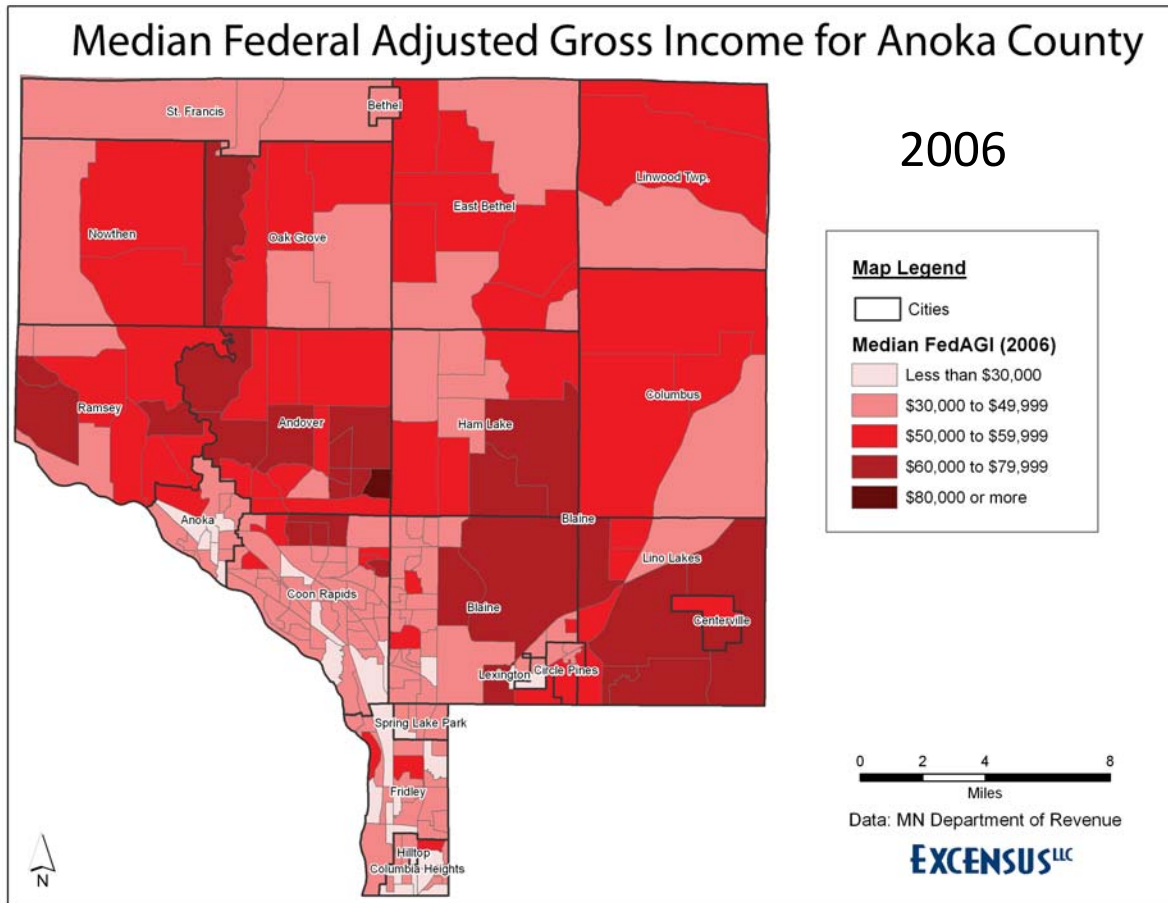 Median Federal Adjusted Gross Income for Anoka County
2006
St. Francis
Bethel
Linwood Twp.
East Bethel
Nowthen
Oak Grove
Columbus
Ramsey
Andover
Ham Lake
Anoka
Blaine
Lino Lakes
Coon Rapids
Blaine
Centerville
Lexington
Circle Pines
Spring Lake Park
Fridley
Hilltop
Columbia Heights
Map Legend
Cities
Median FedAGI (2006)
Less than $30,000
$30,000 to $49,999
$50,000 to $59,999
$60,000 to $79,999
$80,000 or more
0 2 4 8
Miles
Data: MN Department of Revenue
EXCENSUS LLC
N